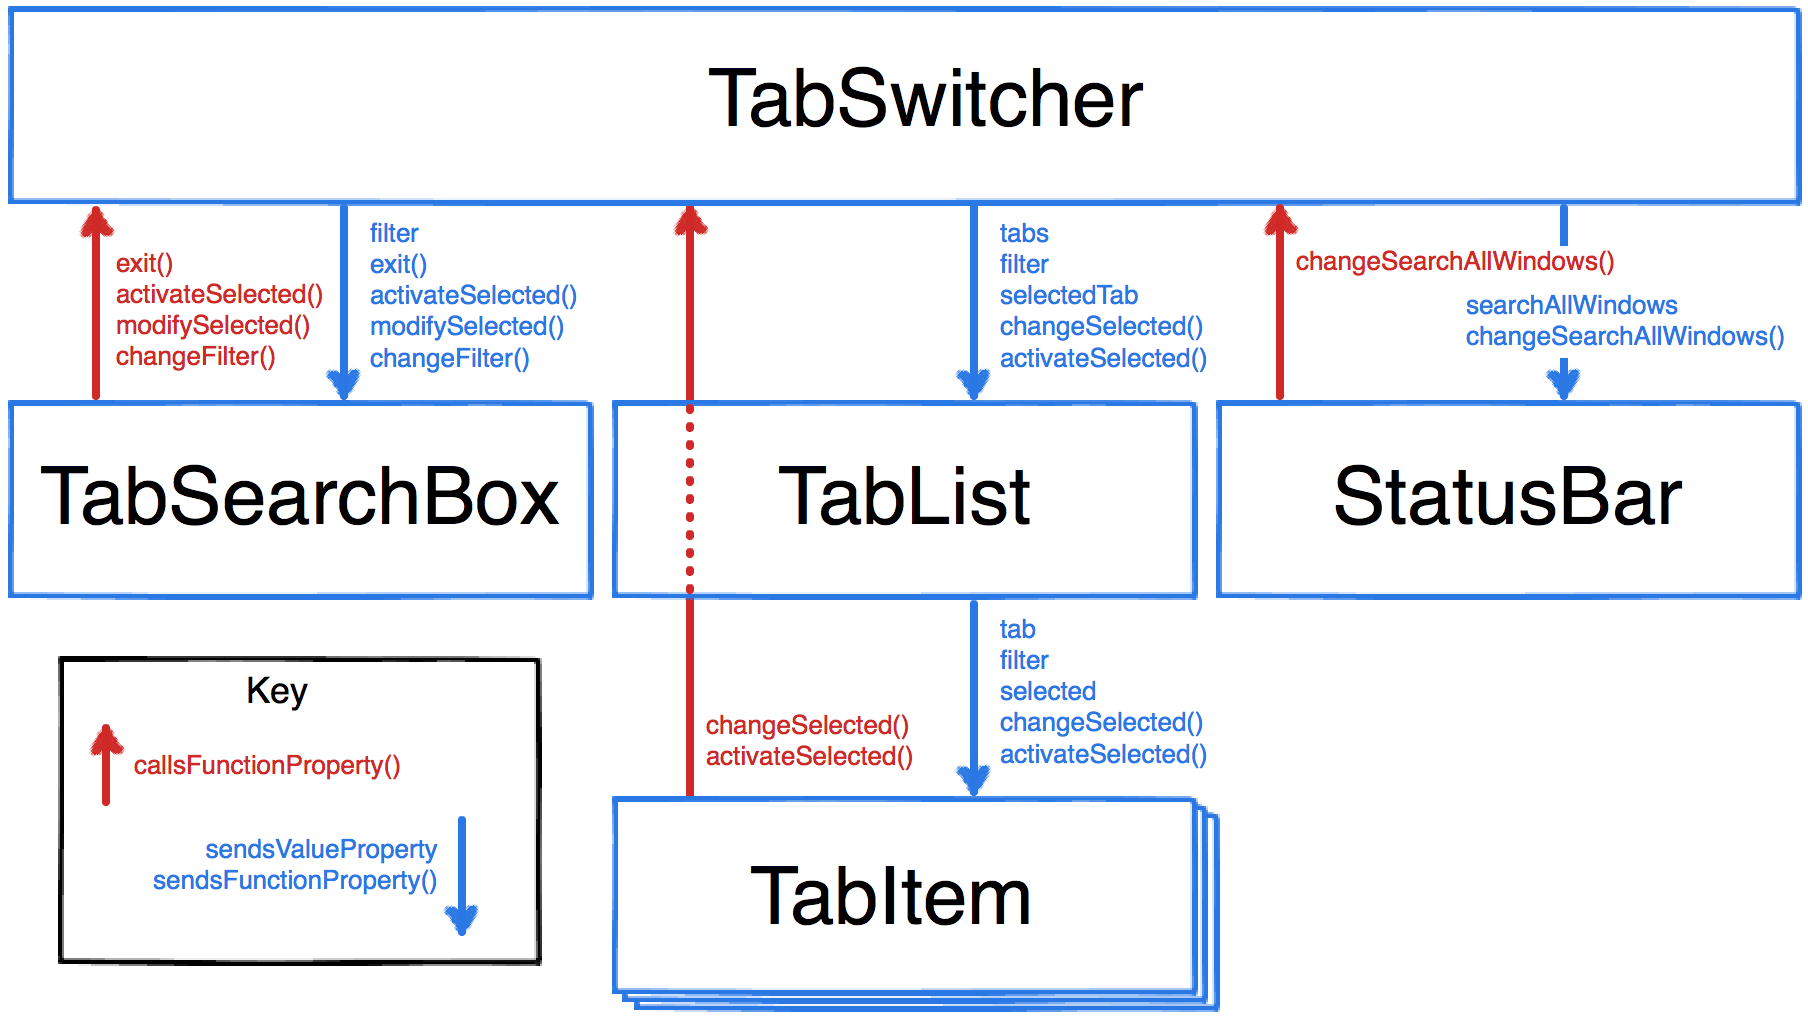 TabSwitcher
exit()
activateSelected()
modifySelected()
changeFilter()
filter
exit()
activateSelected()
modifySelected()
changeFilter()
tabs
filter
selectedTab
changeSelected()
activateSelected()
changeSearchAllWindows()
searchAllWindows
changeSearchAllWindows()
TabSearchBox
TabList
StatusBar
Key
callsFunctionProperty()
sendsValueProperty
sendsFunctionProperty()
changeSelected()
activateSelected()
tab
filter
selected
changeSelected()
activateSelected()
TabItem